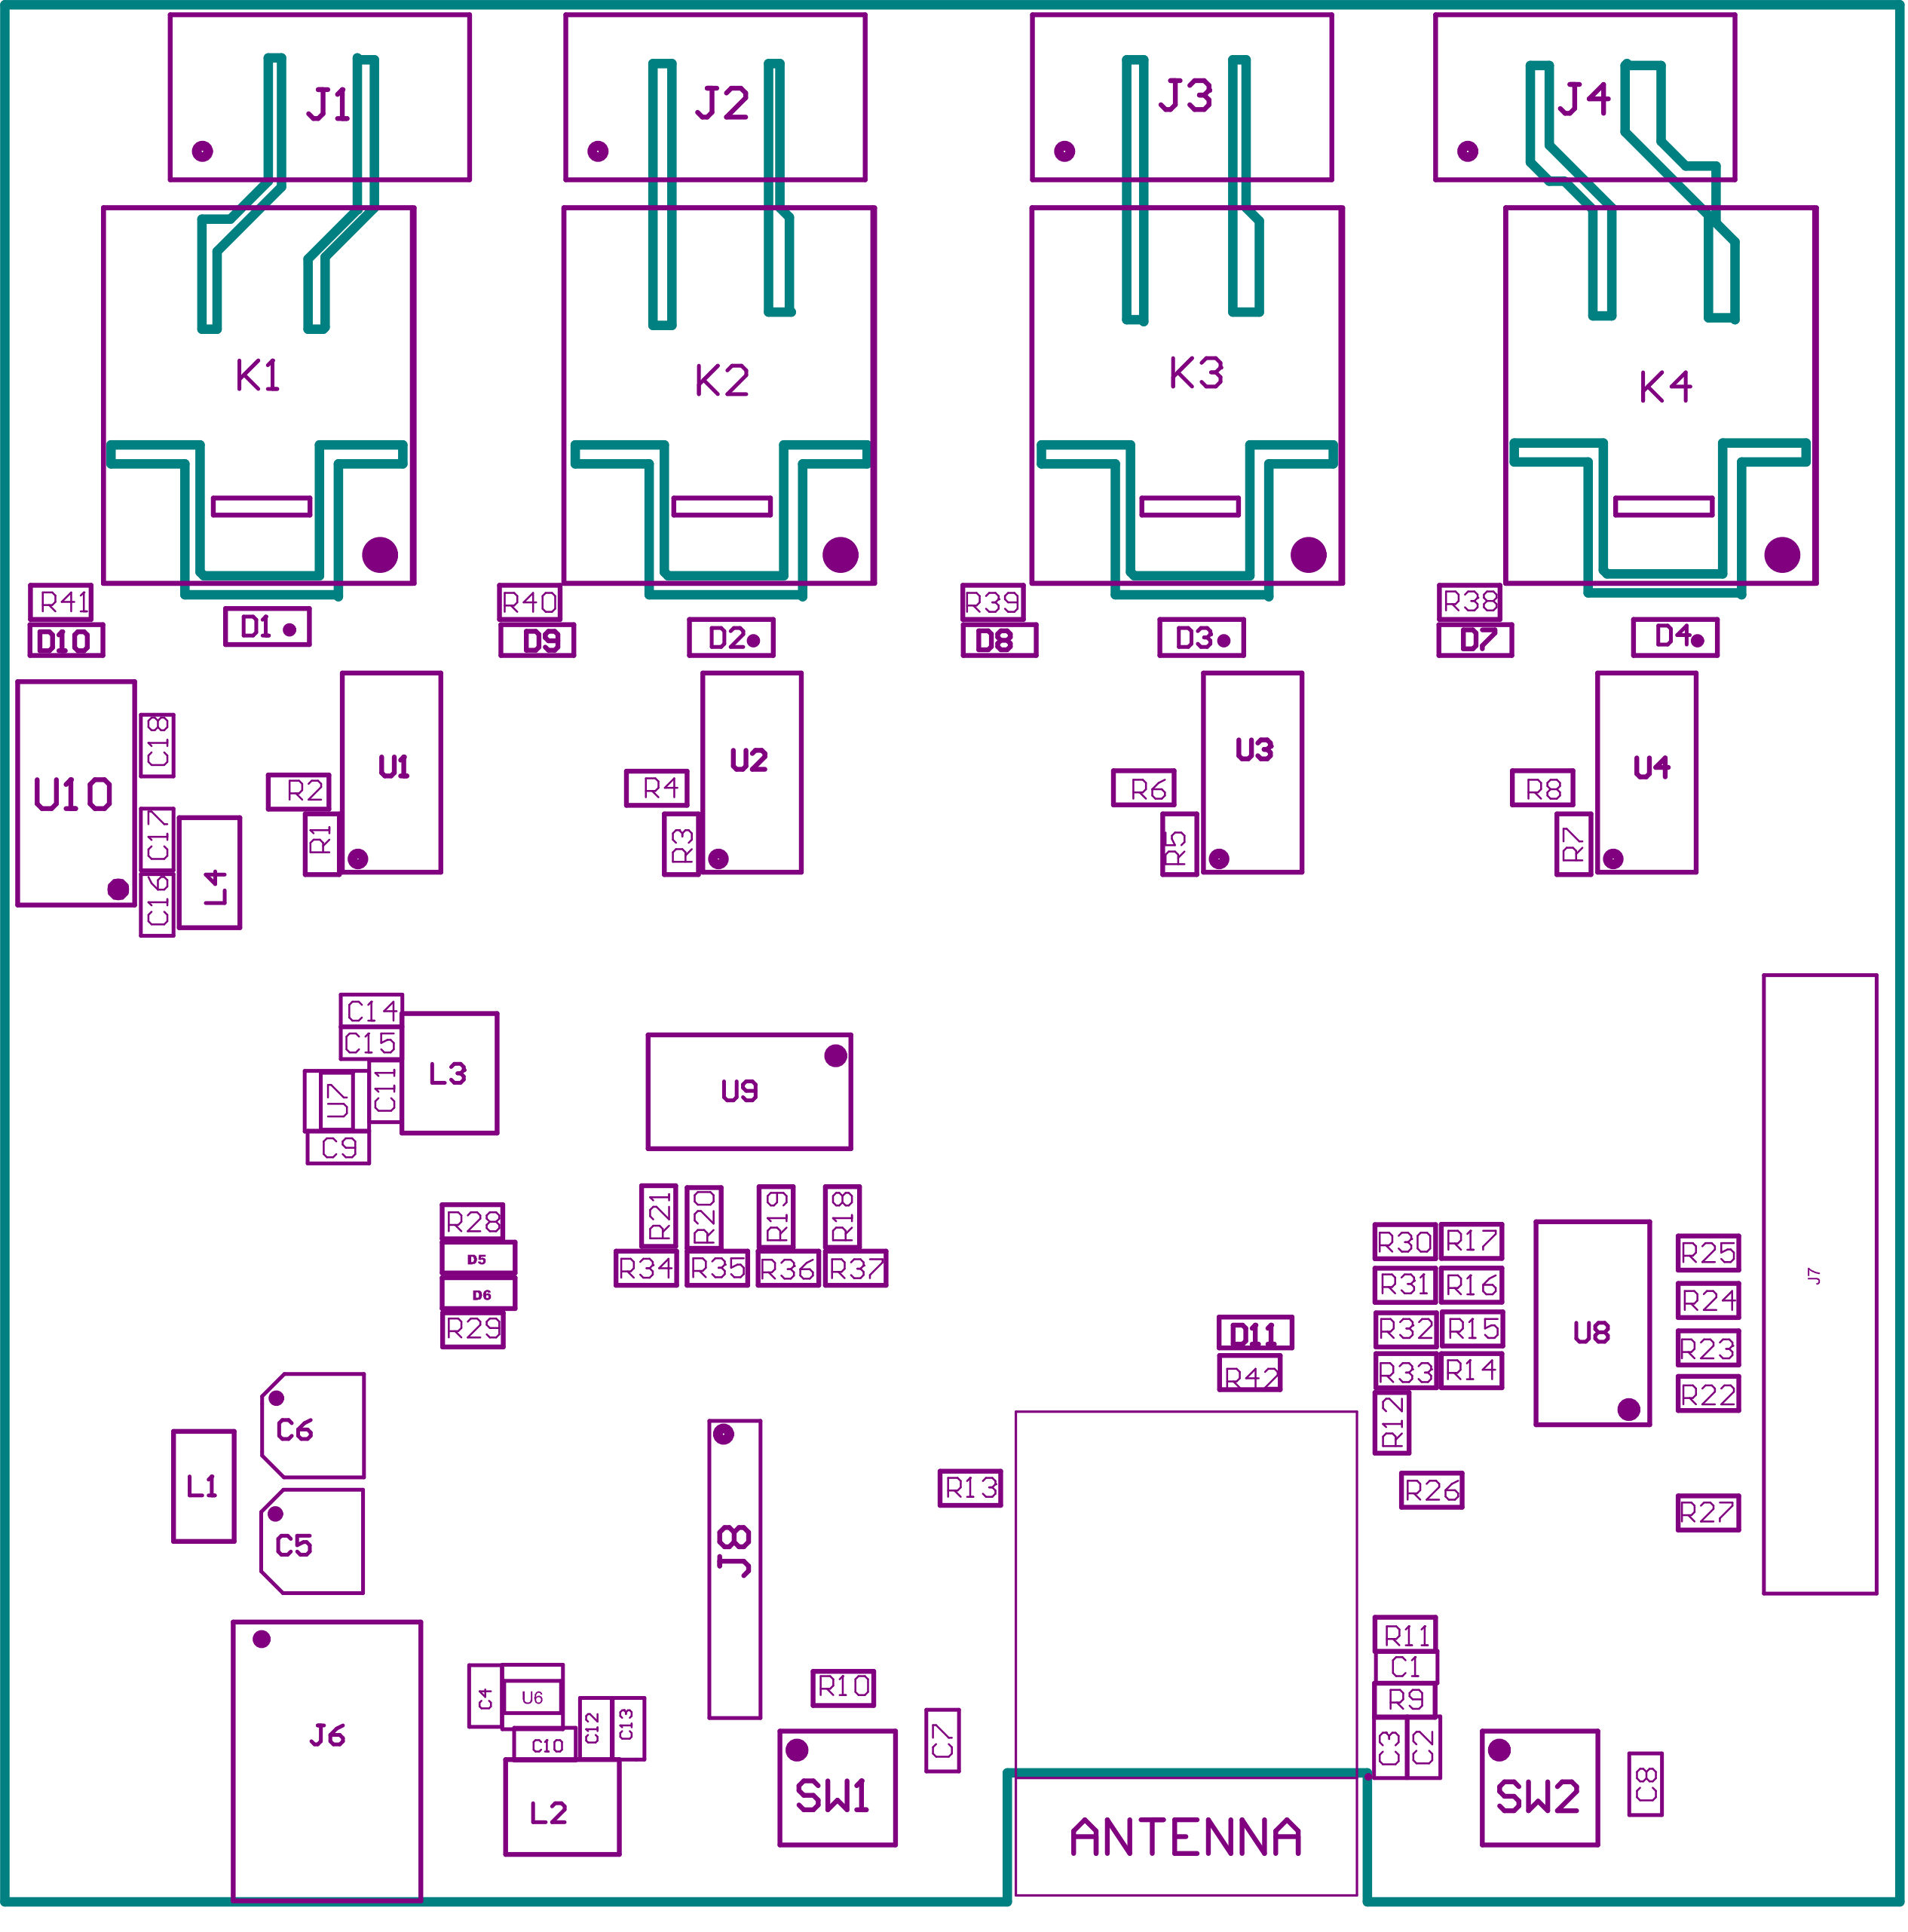 J1 J2 J3 J4
K1 K2 K3 K4
R41 R40 R39 R38
D10 D1 D9 D2 D8 D3 D7 D4
U10 C18 R2 U1 R4 U2 R6 U3 R8 U4
C17 R1 R3 R5 R7
C16 L4
C14
C15 L3
U7 C11 U9
C9
R28 R21 R20 R19 R18
D5 R34 R35 R36 R37 R30 R17 R25
D6 R31 R16 R24 J7
R29 D11 R32 R15 U8 R23
R42 R33 R14 R22
C6 R12
L1 R13 R26 R27
C5 J8
R11
C4 U6 R10 C1
J6 C10 C12 C13 C7 R9
C3 C2 C8
L2 SW1 ANTENNA SW2